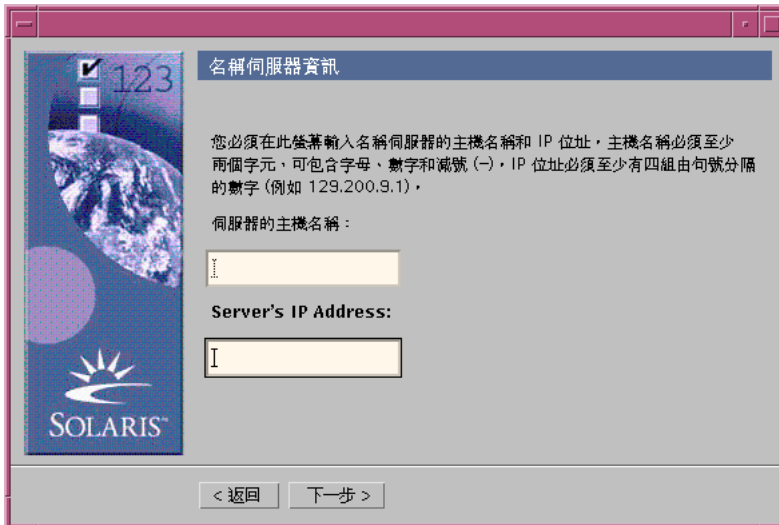 123
名稱伺服器資訊
您必須在此螢幕輸入名稱伺服器的主機名稱和 IP 位址，主機名稱必須至少
兩個字元，可包含字母、數字和減號 (-)，IP 位址必須至少有四組由句號分隔
的數字 (例如 129.200.9.1)，
伺服器的主機名稱：
Server's IP Address:
SOLARIS™
< 返回
下一步 >